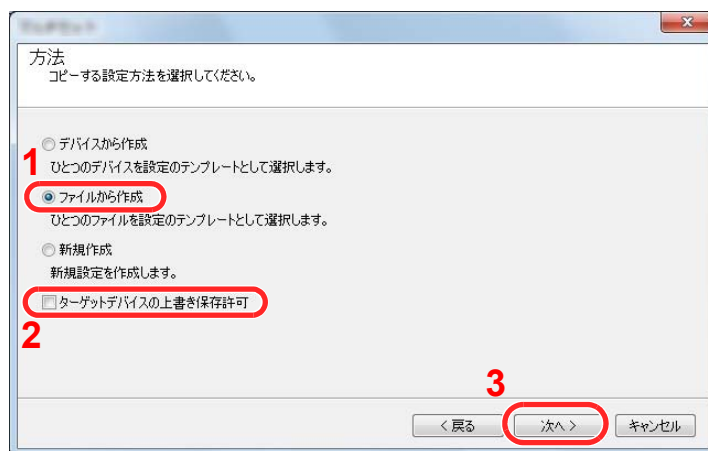 方法
コピーする設定方法を選択してください。
デバイスから作成
1
ひとつのデバイスを設定のテンプレートとして選択します。
ファイルから作成
ひとつのファイルを設定のテンプレートとして選択します。
新規作成
新規設定を作成します。
ターゲットデバイスの上書き保存許可
2
3
< 戻る 次へ > キャンセル